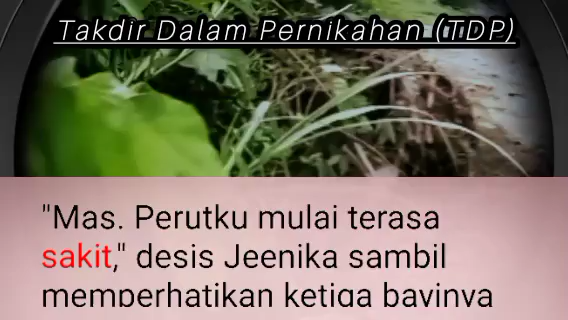 Takdir Dalam Pernikahan (TDP)
"Mas. Perutku mulai terasa
sakit," desis Jeenika sambil
memperhatikan ketiga bayinya